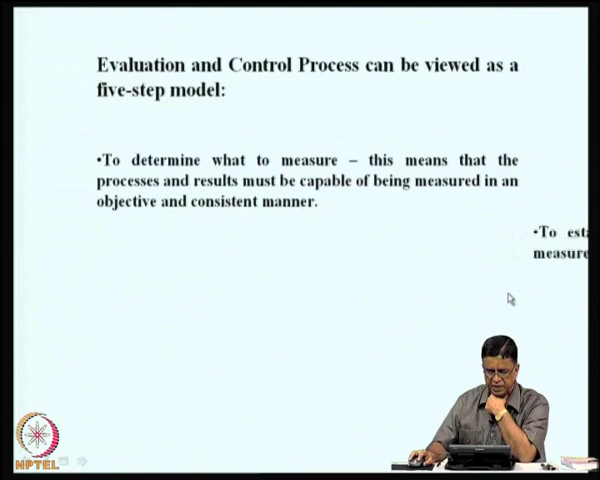 Evaluation and Control Process can be viewed as a
five-step model:
•To determine what to measure – this means that the
processes and results must be capable of being measured in an
objective and consistent manner.
•To
measure
NPTEL